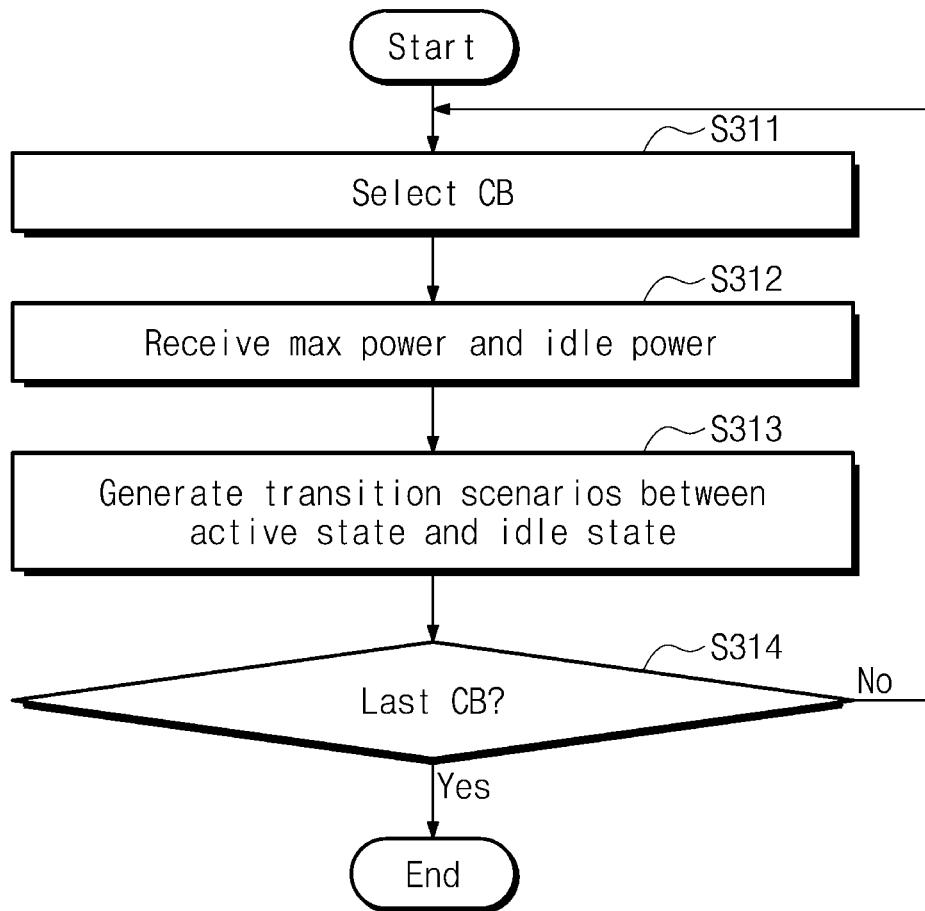 Start
S311
Select CB
S312
Receive max power and idle power
S313
Generate transition scenarios between
active state and idle state
S314
Last CB?
No
Yes
End